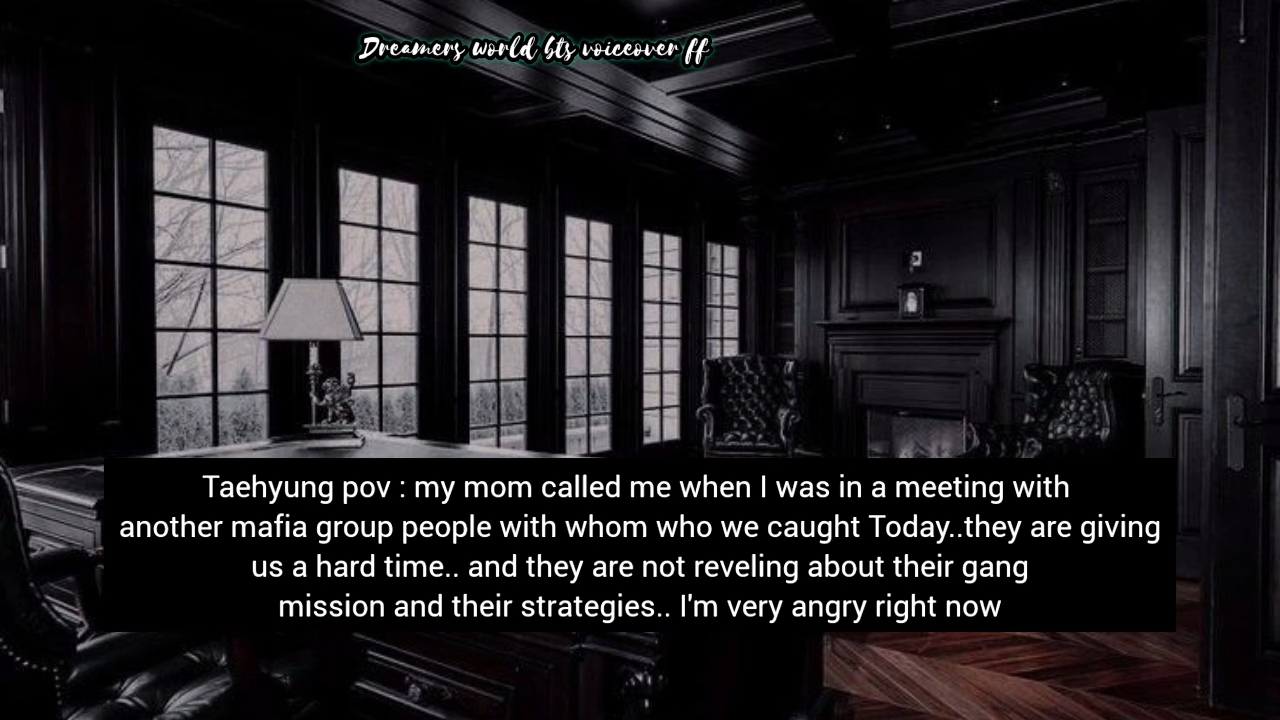 Dreamers world bts voiceover ff
Taehyung pov : my mom called me when I was in a meeting with
another mafia group people with whom who we caught Today..they are giving
us a hard time.. and they are not reveling about their gang
mission and their strategies.. I'm very angry right now